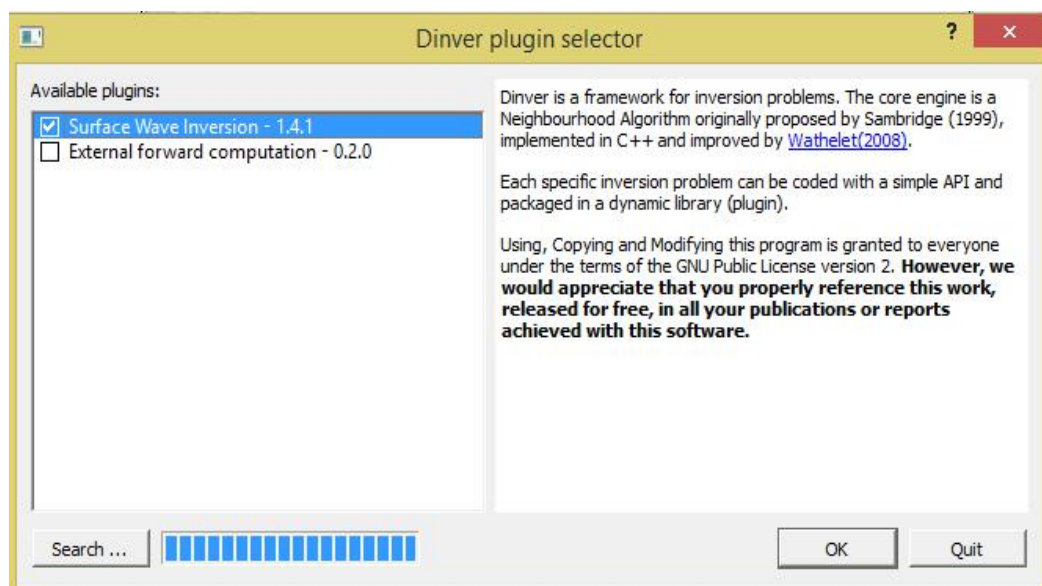 Dinver plugin selector
?
×
Available plugins:
Surface Wave Inversion - 1.4.1
External forward computation - 0.2.0
Dinver is a framework for inversion problems. The core engine is a
Neighbourhood Algorithm originally proposed by Sambridge (1999),
implemented in C++ and improved by Wathelet(2008).
Each specific inversion problem can be coded with a simple API and
packaged in a dynamic library (plugin).
Using, Copying and Modifying this program is granted to everyone
under the terms of the GNU Public License version 2. However, we
would appreciate that you properly reference this work,
released for free, in all your publications or reports
achieved with this software.
Search ...
OK
Quit